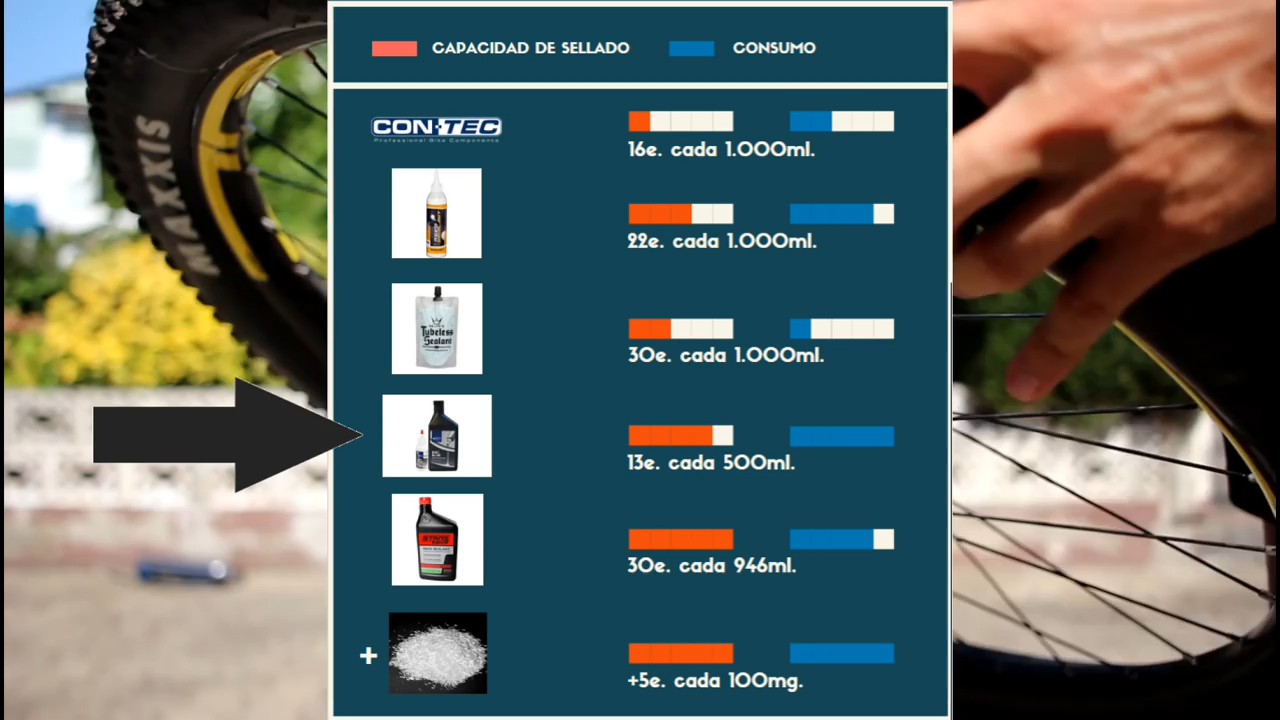 CAPACIDAD DE SELLADO CONSUMO
MAXXIS
CON-TEC
Professional Bike Components
16e. cada 1.000ml.
22e. cada 1.000ml.
Tubeless
Sealant
30e. cada 1.000ml.
13e. cada 500ml.
STANS
30e. cada 946ml.
+
+5e. cada 100mg.